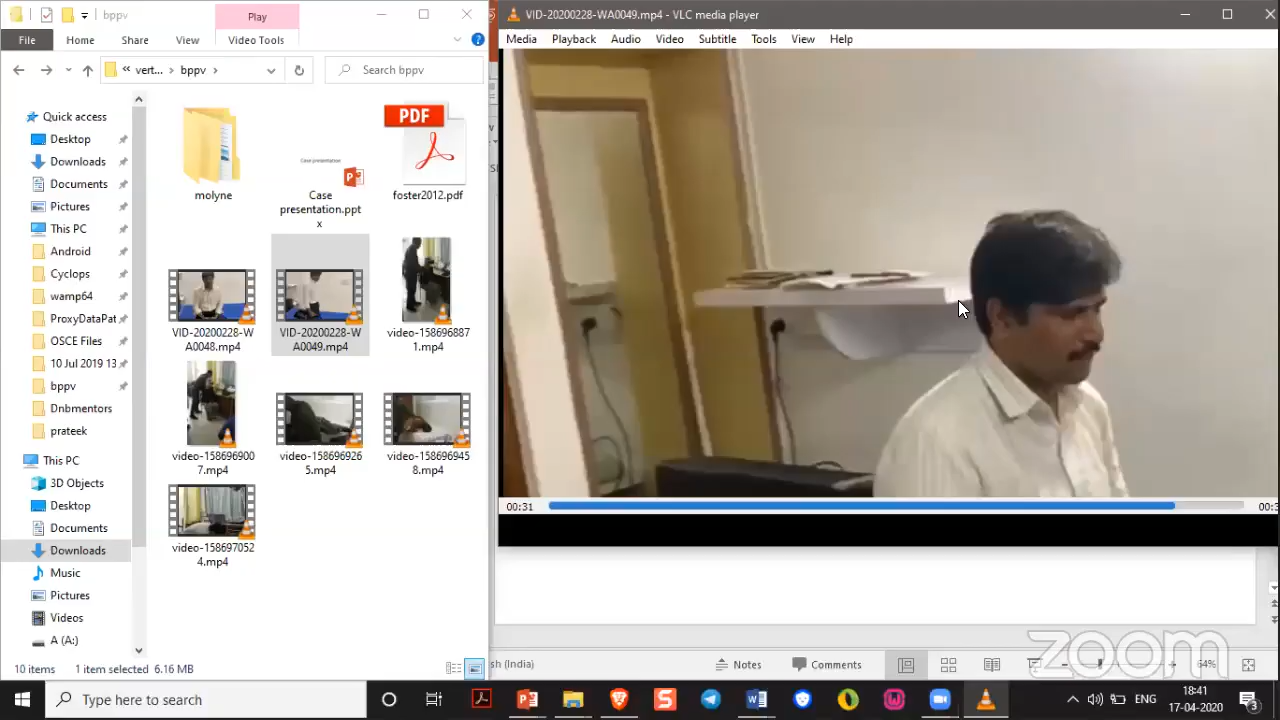 bppv
Play
File
Home
Share
View
Video Tools
vert...
bppv
Search bppv
Quick access
Desktop
Downloads
Documents
Pictures
This PC
Android
Cyclops
wamp64
ProxyDataPat
OSCE Files
10 Jul 2019 13
bppv
Dnbmentors
prateek
This PC
3D Objects
Desktop
Documents
Downloads
Music
Pictures
Videos
A (A:)
molyne
Case presentation
Case
presentation.ppt
x
PDF
foster2012.pdf
VID-20200228-W
A0048.mp4
VID-20200228-W
A0049.mp4
video-158696887
1.mp4
video-158696900
7.mp4
video-158696926
5.mp4
video-158696945
8.mp4
video-158697052
4.mp4
10 items
1 item selected 6.16 MB
VID-20200228-WA0049.mp4 - VLC media player
Media
Playback
Audio
Video
Subtitle
Tools
View
Help
00:31
00:3
sh (India)
Notes
Comments
64%
zoom
Type here to search
ENG
18:41
17-04-2020
3